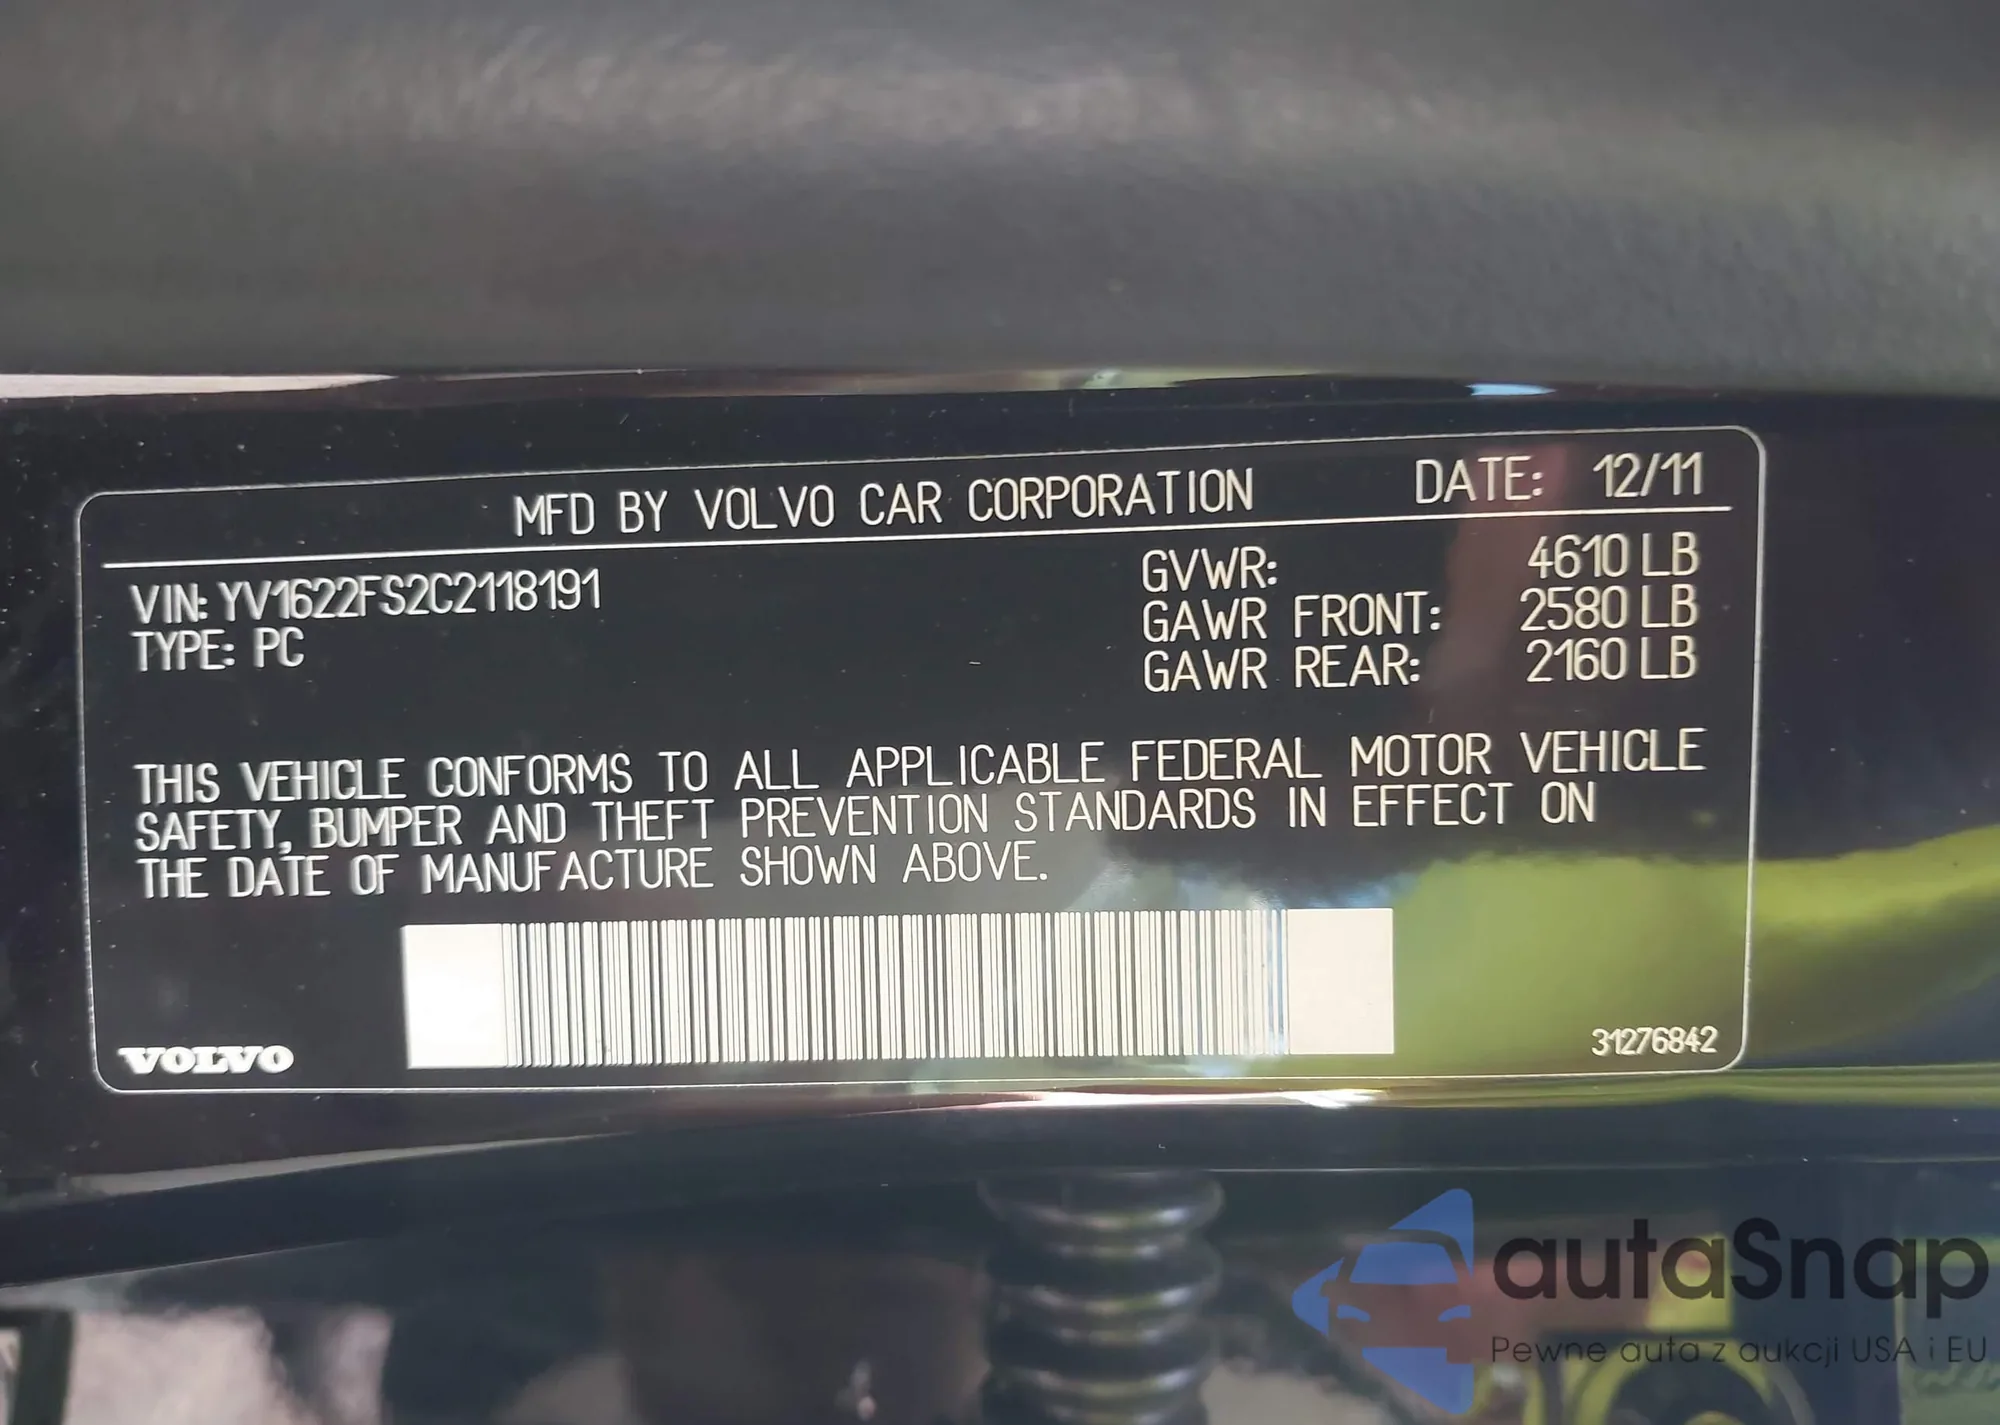 MFD BY VOLVO CAR CORPORATION DATE: 12/11
VIN: YV1622FS2C2118191
TYPE: PC
GVWR: 4610 LB
GAWR FRONT: 2580 LB
GAWR REAR: 2160 LB
THIS VEHICLE CONFORMS TO ALL APPLICABLE FEDERAL MOTOR VEHICLE
SAFETY, BUMPER AND THEFT PREVENTION STANDARDS IN EFFECT ON
THE DATE OF MANUFACTURE SHOWN ABOVE.
VOLVO
31276842
autaSnap
Pewne auta z aukcji USA i EU